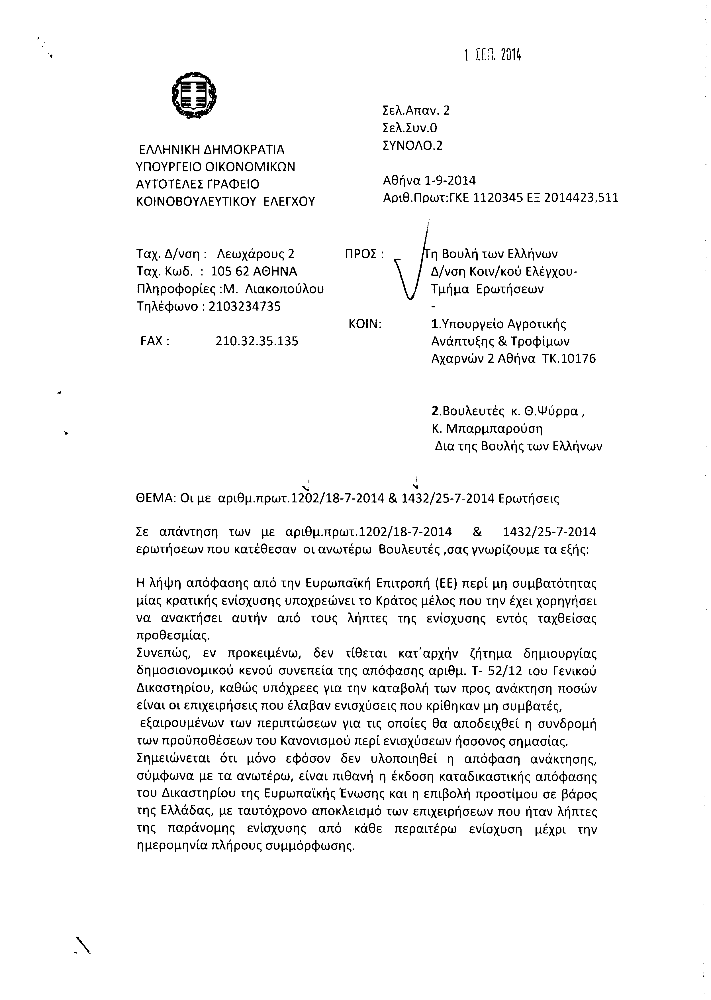 1 ΣΕΠ. 2014
Σελ.Απαν. 2
Σελ.Συν.0
ΣΥΝΟΛΟ.2
ΕΛΛΗΝΙΚΗ ΔΗΜΟΚΡΑΤΙΑ
ΥΠΟΥΡΓΕΙΟ ΟΙΚΟΝΟΜΙΚΩΝ
ΑΥΤΟΤΕΛΕΣ ΓΡΑΦΕΙΟ
ΚΟΙΝΟΒΟΥΛΕΥΤΙΚΟΥ ΕΛΕΓΧΟΥ
Αθήνα 1-9-2014
Αριθ.Πρωτ:ΓΚΕ 1120345 ΕΞ 2014423,511
Ταχ. Δ/νση : Λεωχάρους 2
Ταχ. Κωδ. : 105 62 ΑΘΗΝΑ
Πληροφορίες :Μ. Λιακοπούλου
Τηλέφωνο : 2103234735
FAX : 210.32.35.135
ΠΡΟΣ : Τη Βουλή των Ελλήνων
Δ/νση Κοιν/κού Ελέγχου-
Τμήμα Ερωτήσεων
-
ΚΟΙΝ: 1.Υπουργείο Αγροτικής
Ανάπτυξης & Τροφίμων
Αχαρνών 2 Αθήνα ΤΚ.10176
2.Βουλευτές κ. Θ.Ψύρρα ,
Κ. Μπαρμπαρούση
Δια της Βουλής των Ελλήνων
ΘΕΜΑ: Οι με αριθμ.πρωτ.1202/18-7-2014 & 1432/25-7-2014 Ερωτήσεις
Σε απάντηση των με αριθμ.πρωτ.1202/18-7-2014 & 1432/25-7-2014
ερωτήσεων που κατέθεσαν οι ανωτέρω Βουλευτές ,σας γνωρίζουμε τα εξής:
Η λήψη απόφασης από την Ευρωπαϊκή Επιτροπή (ΕΕ) περί μη συμβατότητας
μίας κρατικής ενίσχυσης υποχρεώνει το Κράτος μέλος που την έχει χορηγήσει
να ανακτήσει αυτήν από τους λήπτες της ενίσχυσης εντός ταχθείσας
προθεσμίας.
Συνεπώς, εν προκειμένω, δεν τίθεται κατ΄αρχήν ζήτημα δημιουργίας
δημοσιονομικού κενού συνεπεία της απόφασης αριθμ. Τ- 52/12 του Γενικού
Δικαστηρίου, καθώς υπόχρεες για την καταβολή των προς ανάκτηση ποσών
είναι οι επιχειρήσεις που έλαβαν ενισχύσεις που κρίθηκαν μη συμβατές,
εξαιρουμένων των περιπτώσεων για τις οποίες θα αποδειχθεί η συνδρομή
των προϋποθέσεων του Κανονισμού περί ενισχύσεων ήσσονος σημασίας.
Σημειώνεται ότι μόνο εφόσον δεν υλοποιηθεί η απόφαση ανάκτησης,
σύμφωνα με τα ανωτέρω, είναι πιθανή η έκδοση καταδικαστικής απόφασης
του Δικαστηρίου της Ευρωπαϊκής Ένωσης και η επιβολή προστίμου σε βάρος
της Ελλάδας, με ταυτόχρονο αποκλεισμό των επιχειρήσεων που ήταν λήπτες
της παράνομης ενίσχυσης από κάθε περαιτέρω ενίσχυση μέχρι την
ημερομηνία πλήρους συμμόρφωσης.